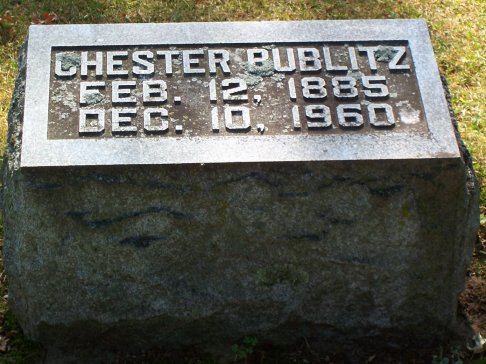 CHESTER PUBLITZ
FEB. 12, 1885
DEC. 10, 1960